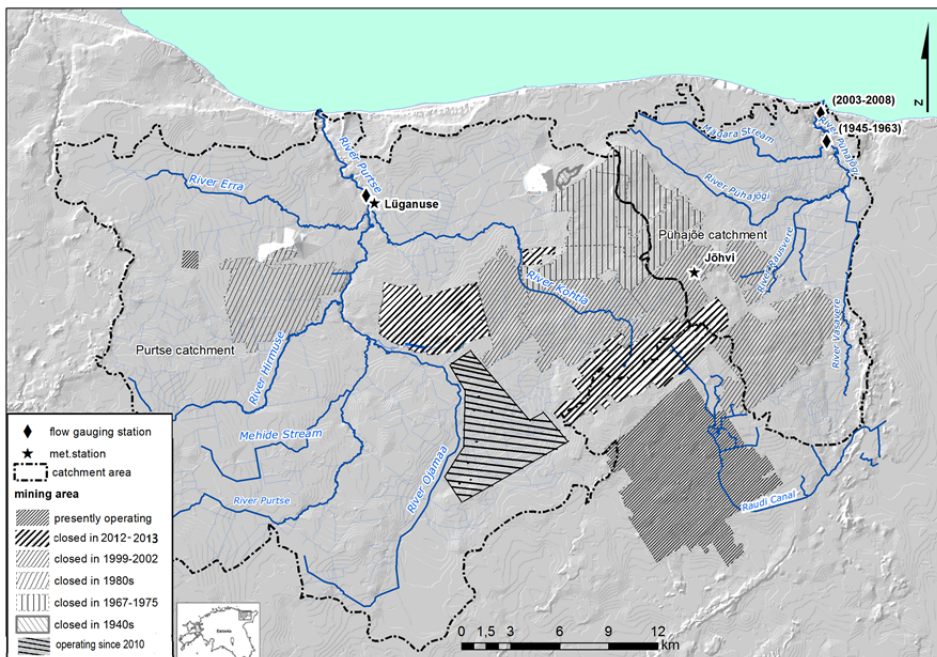 (2003-2008)
(1945-1963)
N
River Pühajõgi
Mägara Stream
River Purtse
River Pühajõgi
River Erra
Lüganuse
Pühajõe catchment
Jõhvi
River Rausvere
River Kohtla
River Vasavere
Purtse catchment
River Hirmuse
Mehide Stream
River Ojamaa
River Purtse
Raudi Canal
flow gauging station
met.station
catchment area
mining area
presently operating
closed in 2012-2013
closed in 1999-2002
closed in 1980s
closed in 1967-1975
closed in 1940s
operating since 2010
Estonia
0 1,5 3 6 9 12
km